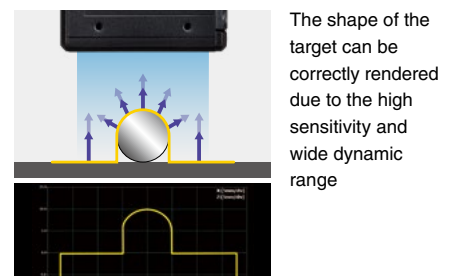 The shape of the
target can be
correctly rendered
due to the high
sensitivity and
wide dynamic
range